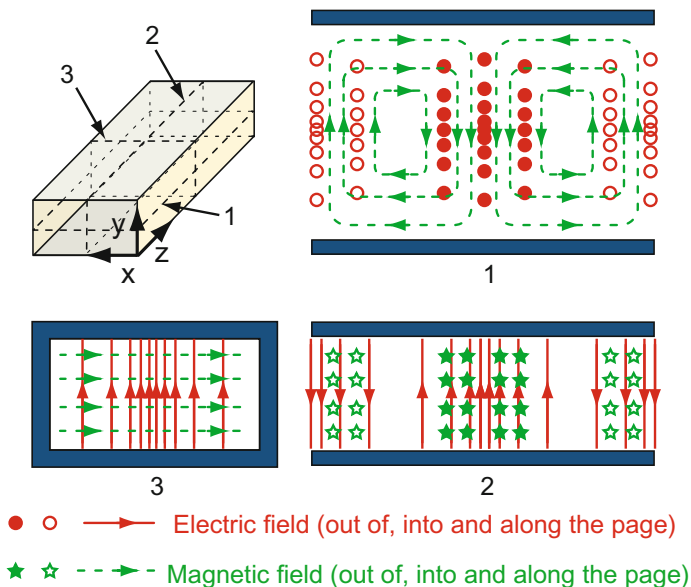 2
3
1
y
z
x
1
3
2
Electric field (out of, into and along the page)
Magnetic field (out of, into and along the page)